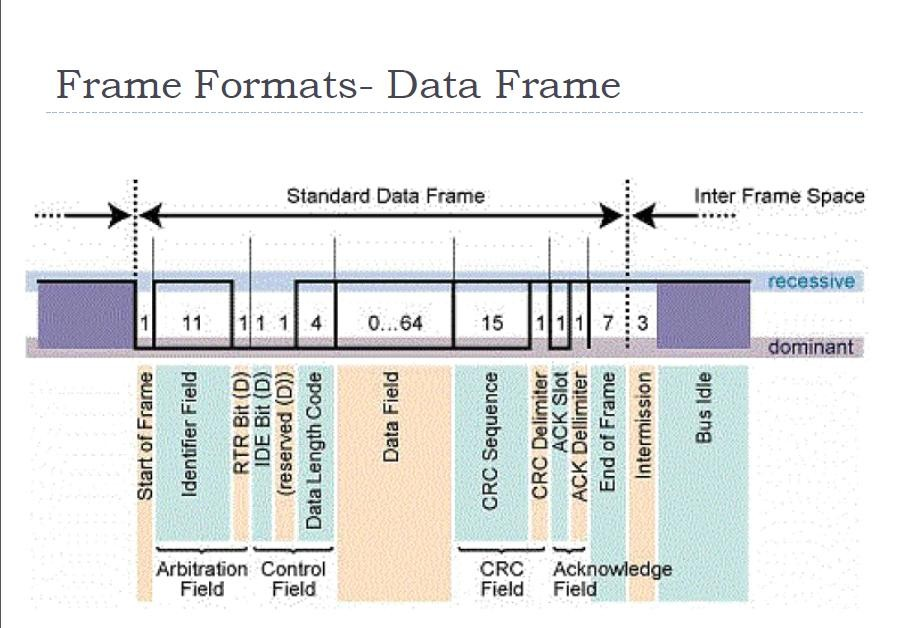 Frame Formats- Data Frame
Standard Data Frame
Inter Frame Space
recessive
1
11
1
1
1
4
0...64
15
1
1
1
7
3
dominant
Start of Frame
Identifier Field
RTR Bit (D)
IDE Bit (D)
(reserved (D))
Data Length Code
Data Field
CRC Sequence
CRC Delimiter
ACK Slot
ACK Dellimiter
End of Frame
Intermission
Bus Idle
Arbitration
Field
Control
Field
CRC
Field
Acknowledge
Field